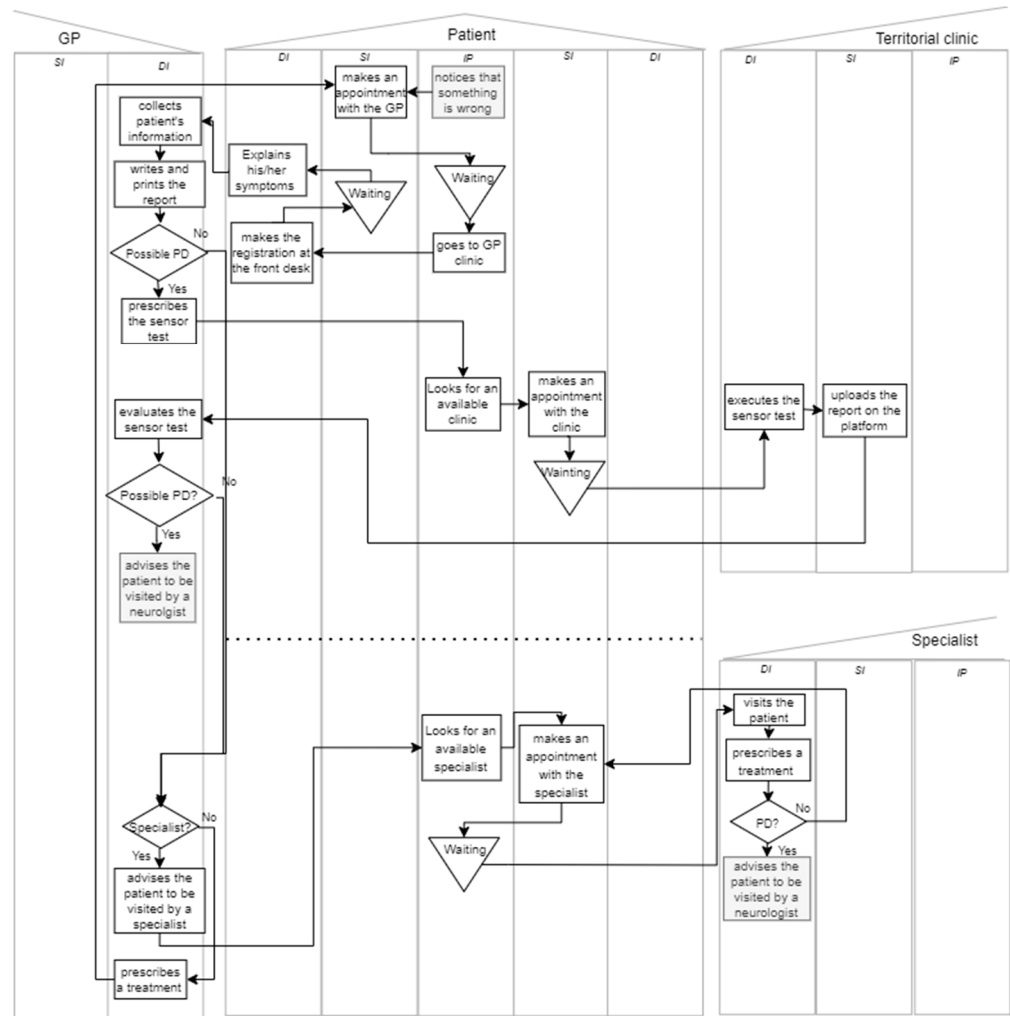 GP
Patient
Territorial clinic
SI
DI
DI
SI
IP
SI
DI
DI
SI
IP
makes an
appointment
with the GP
notices that
something
is wrong
collects
patient's
information
Explains
his/her
symptoms
writes and
prints the
report
Waiting
Waiting
No
Possible PD
makes the
registration at
the front desk
goes to GP
clinic
Yes
prescribes
the sensor
test
Looks for an
available
clinic
makes an
appointment
with the
clinic
executes the
sensor test
uploads the
report on the
platform
evaluates the
sensor test
Wainting
No
Possible PD?
Yes
advises the
patient to be
visited by a
neurolgist
Specialist
DI
SI
IP
visits the
patient
Looks for an
available
specialist
makes an
appointment
with the
specialist
prescribes a
treatment
No
PD?
Yes
Specialist?
No
Yes
Waiting
advises the
patient to be
visited by a
neurologist
advises the
patient to be
visited by a
specialist
prescribes
a treatment